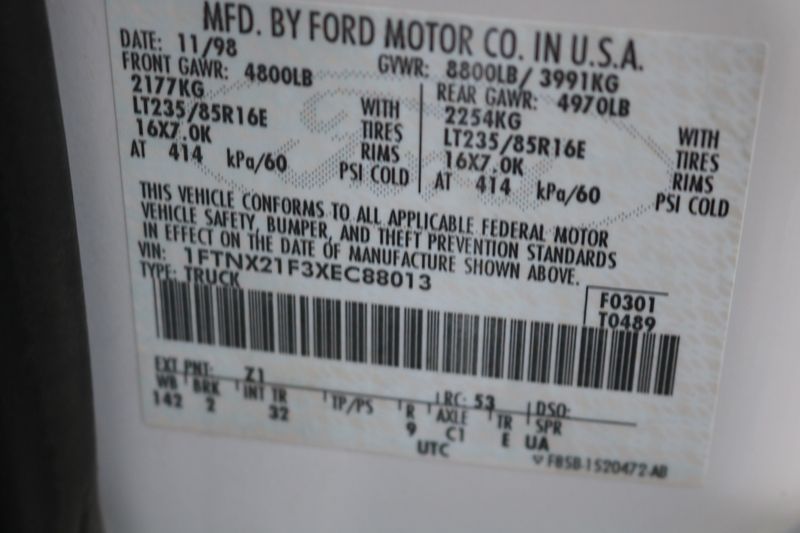 MFD. BY FORD MOTOR CO. IN U.S.A.
DATE: 11/98 GVWR: 8800LB/ 3991KG
FRONT GAWR: 4800LB REAR GAWR: 4970LB
2177KG WITH 2254KG WITH
LT235/85R16E TIRES LT235/85R16E TIRES
16X7.0K RIMS 16X7.0K RIMS
AT 414 kPa/60 PSI COLD AT 414 kPa/60 PSI COLD
THIS VEHICLE CONFORMS TO ALL APPLICABLE FEDERAL MOTOR
VEHICLE SAFETY, BUMPER, AND THEFT PREVENTION STANDARDS
IN EFFECT ON THE DATE OF MANUFACTURE SHOWN ABOVE.
VIN: 1FTNX21F3XEC88013
TYPE: TRUCK F0301
T0489
EXT PNT: Z1 RC: 53 DSO:
WB BRK INT TR TP/PS R AXLE TR SPR
142 2 32 9 C1 E UA
UTC
F85B-1520472-AB